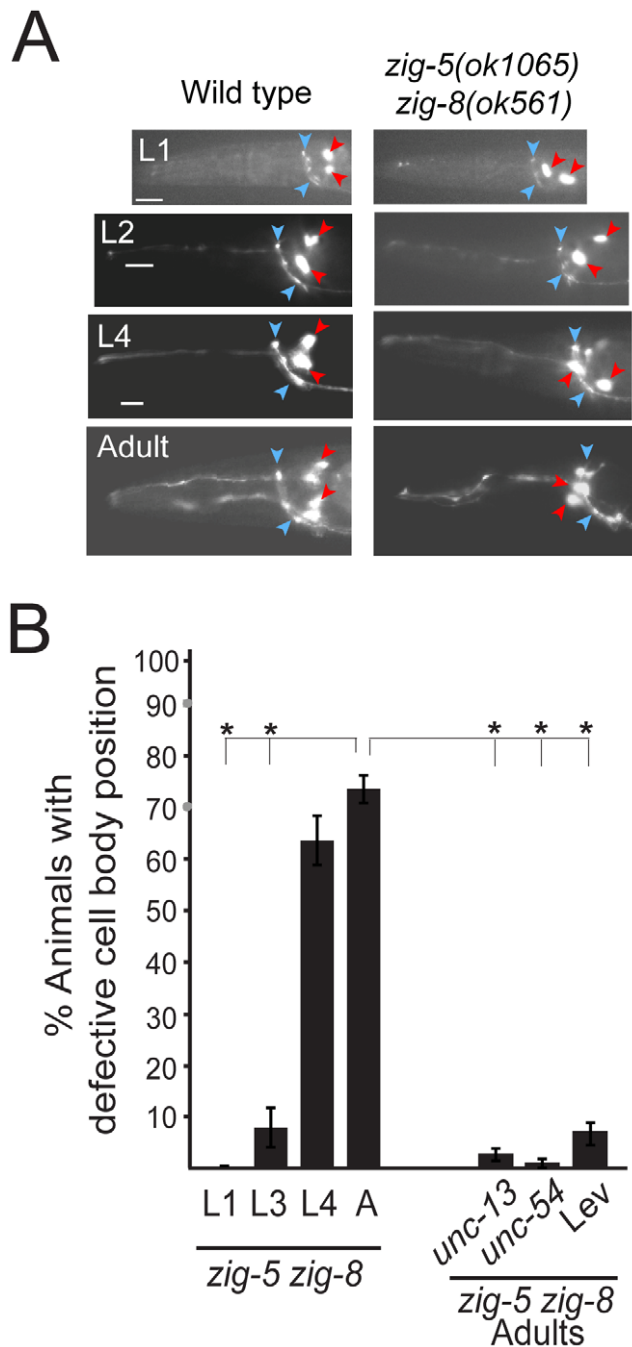 A
Wild type
zig-5(ok1065)
zig-8(ok561)
L1
L2
L4
Adult
B
% Animals with
defective cell body position
100
90
80
70
60
50
40
30
20
10
* *
* * *
L1 L3 L4 A
unc-13 unc-54 Lev
zig-5 zig-8
zig-5 zig-8
Adults